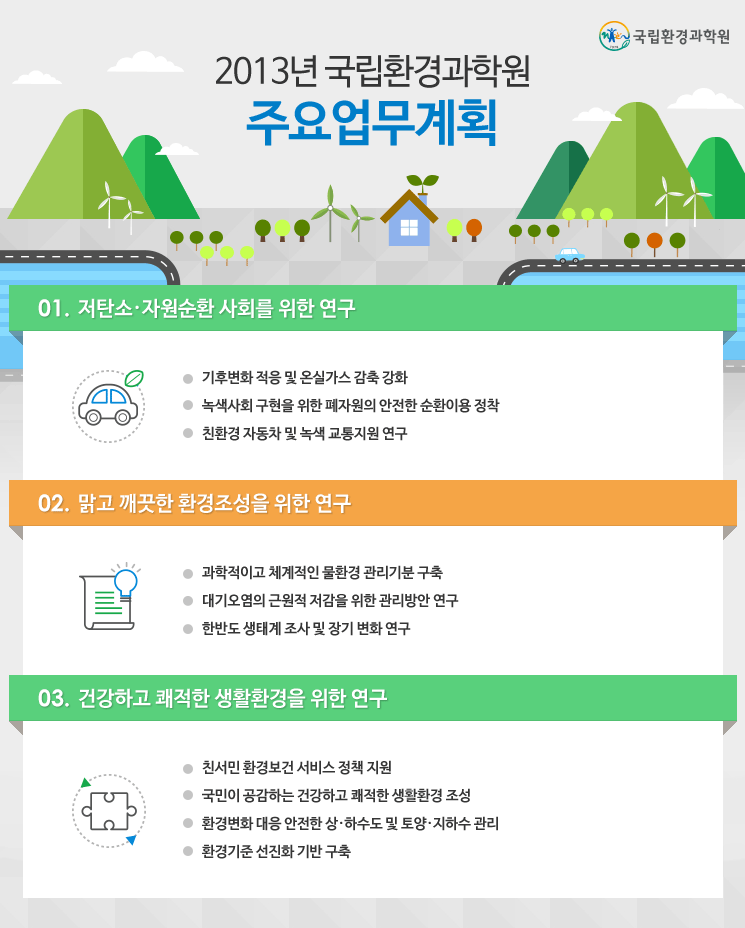 국립환경과학원
2013년 국립환경과학원
주요업무계획
01. 저탄소·자원순환 사회를 위한 연구
기후변화 적응 및 온실가스 감축 강화
녹색사회 구현을 위한 폐자원의 안전한 순환이용 정착
친환경 자동차 및 녹색 교통지원 연구
02. 맑고 깨끗한 환경조성을 위한 연구
과학적이고 체계적인 물환경 관리기분 구축
대기오염의 근원적 저감을 위한 관리방안 연구
한반도 생태계 조사 및 장기 변화 연구
03. 건강하고 쾌적한 생활환경을 위한 연구
친서민 환경보건 서비스 정책 지원
국민이 공감하는 건강하고 쾌적한 생활환경 조성
환경변화 대응 안전한 상·하수도 및 토양·지하수 관리
환경기준 선진화 기반 구축